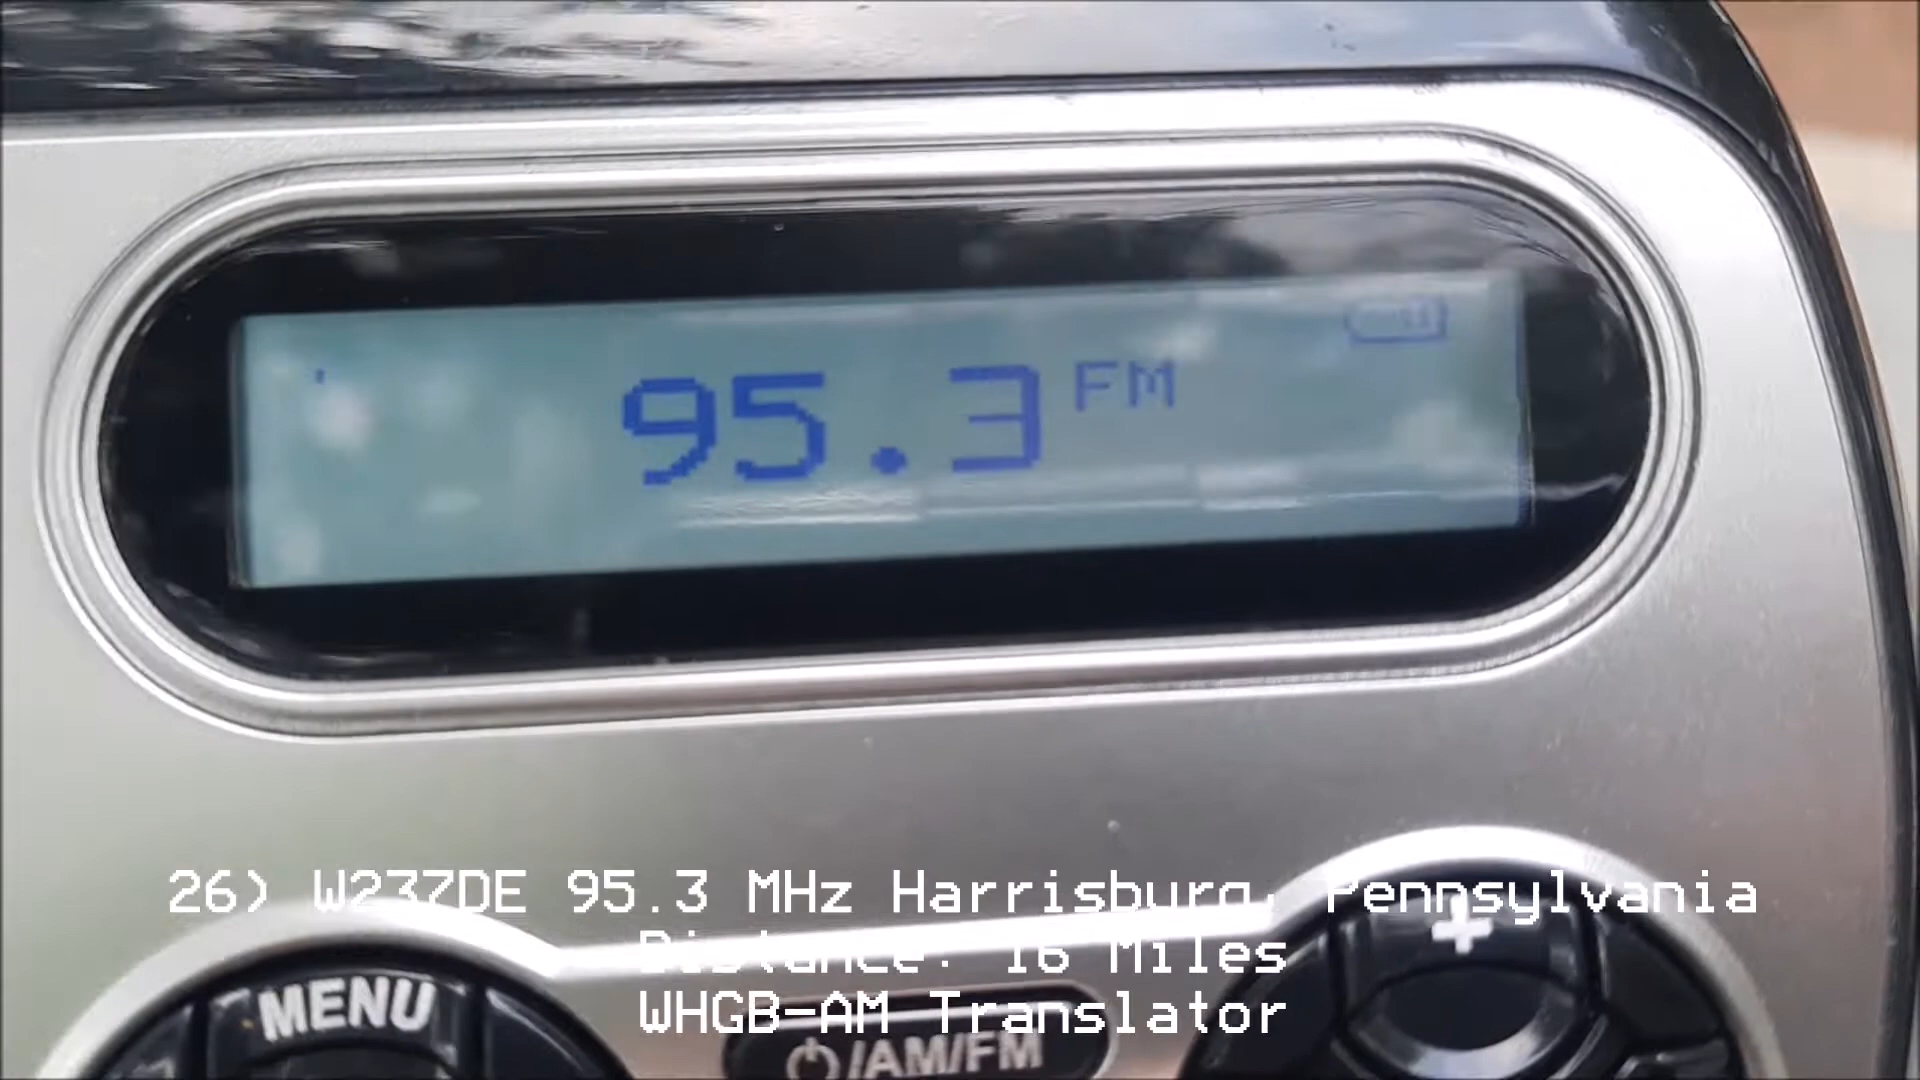 95.3 FM
26) W237DE 95.3 MHz Harrisburg, Pennsylvania
Distance: 16 Miles
WHGB-AM Translator
MENU
+
/AM/FM